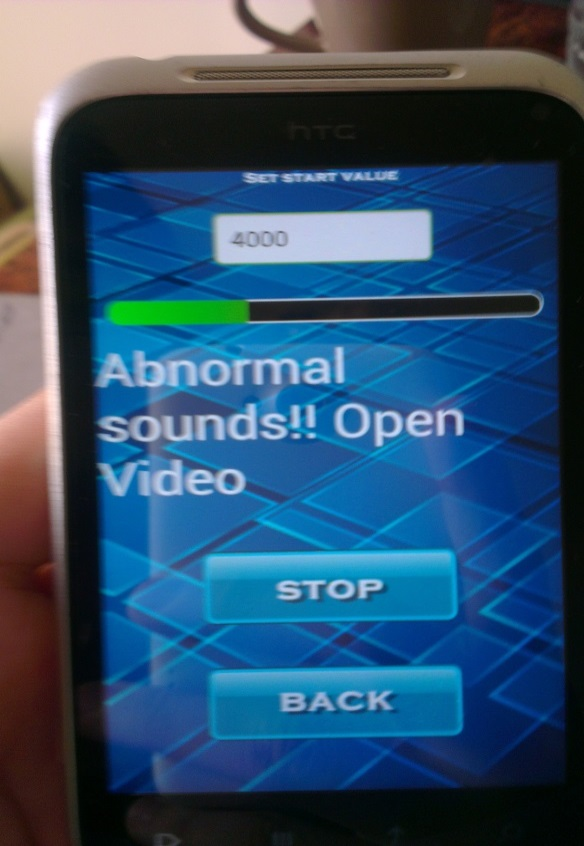 hTC
SET START VALUE
4000
Abnormal
sounds!! Open
Video
STOP
BACK